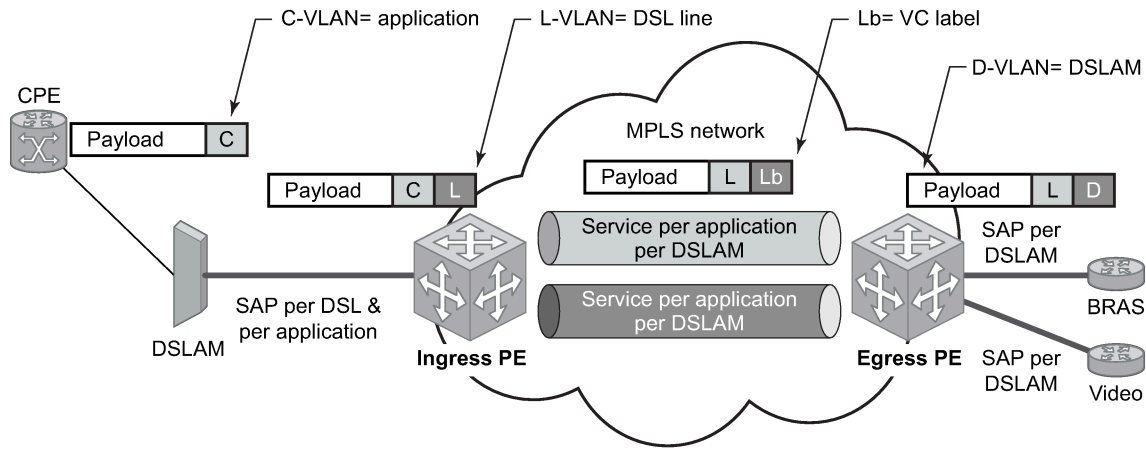 C-VLAN= application
L-VLAN= DSL line
Lb= VC label
D-VLAN= DSLAM
CPE
Payload C
MPLS network
Payload C L
Payload L Lb
Payload L D
Service per application
per DSLAM
SAP per
DSLAM
SAP per DSL &
per application
Service per application
per DSLAM
BRAS
DSLAM
Ingress PE
Egress PE
SAP per
DSLAM
Video